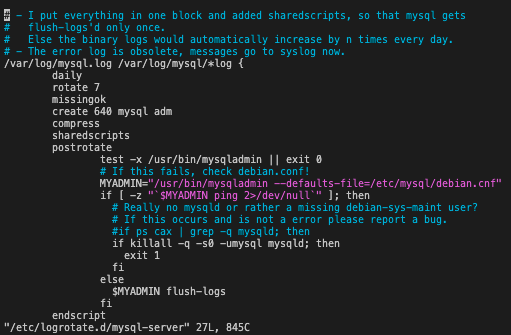 # - I put everything in one block and added sharedscripts, so that mysql gets
#   flush-logs'd only once.
#   Else the binary logs would automatically increase by n times every day.
# - The error log is obsolete, messages go to syslog now.
/var/log/mysql.log /var/log/mysql/*log {
        daily
        rotate 7
        missingok
        create 640 mysql adm
        compress
        sharedscripts
        postrotate
                test -x /usr/bin/mysqladmin || exit 0
                # If this fails, check debian.conf!
                MYADMIN="/usr/bin/mysqladmin --defaults-file=/etc/mysql/debian.cnf"
                if [ -z "`$MYADMIN ping 2>/dev/null`" ]; then
                  # Really no mysqld or rather a missing debian-sys-maint user?
                  # If this occurs and is not a error please report a bug.
                  #if ps cax | grep -q mysqld; then
                  if killall -q -s0 -umysql mysqld; then
                    exit 1
                  fi
                else
                  $MYADMIN flush-logs
                fi
        endscript
"/etc/logrotate.d/mysql-server" 27L, 845C